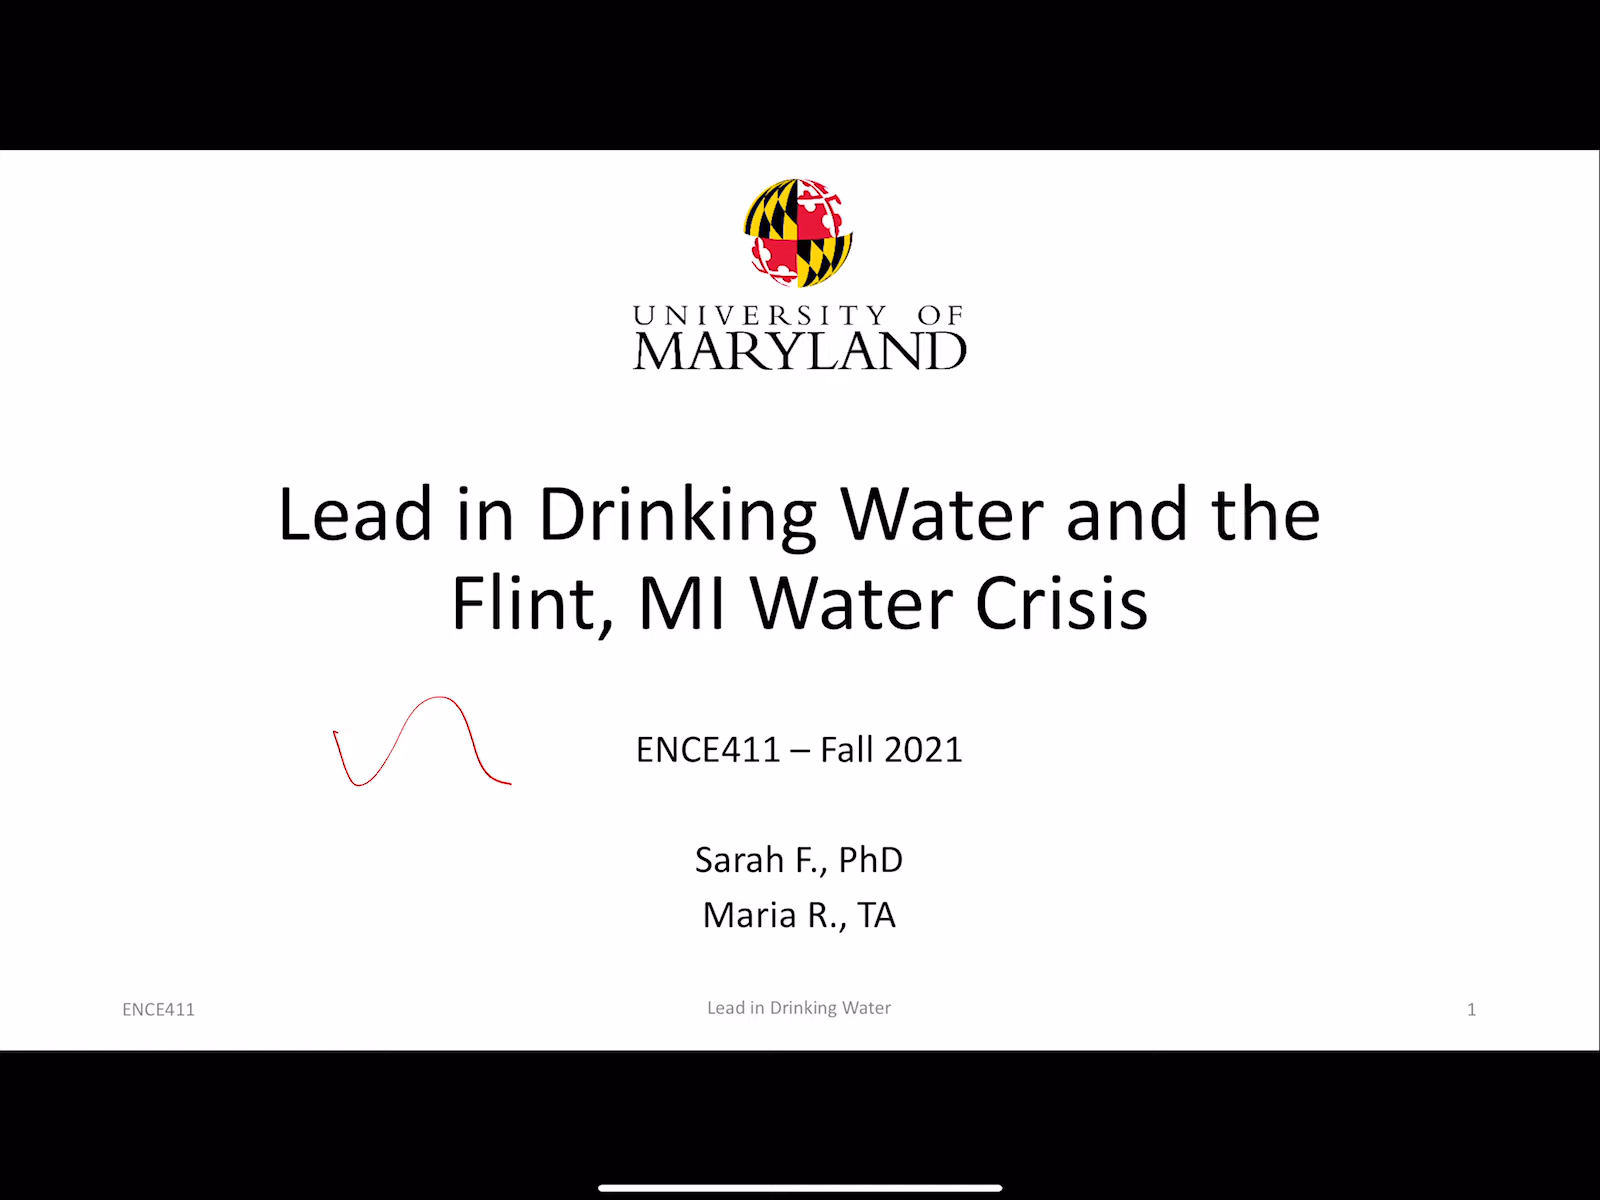 UNIVERSITY OF
MARYLAND
Lead in Drinking Water and the
Flint, MI Water Crisis
ENCE411 – Fall 2021
Sarah F., PhD
Maria R., TA
ENCE411
Lead in Drinking Water
1